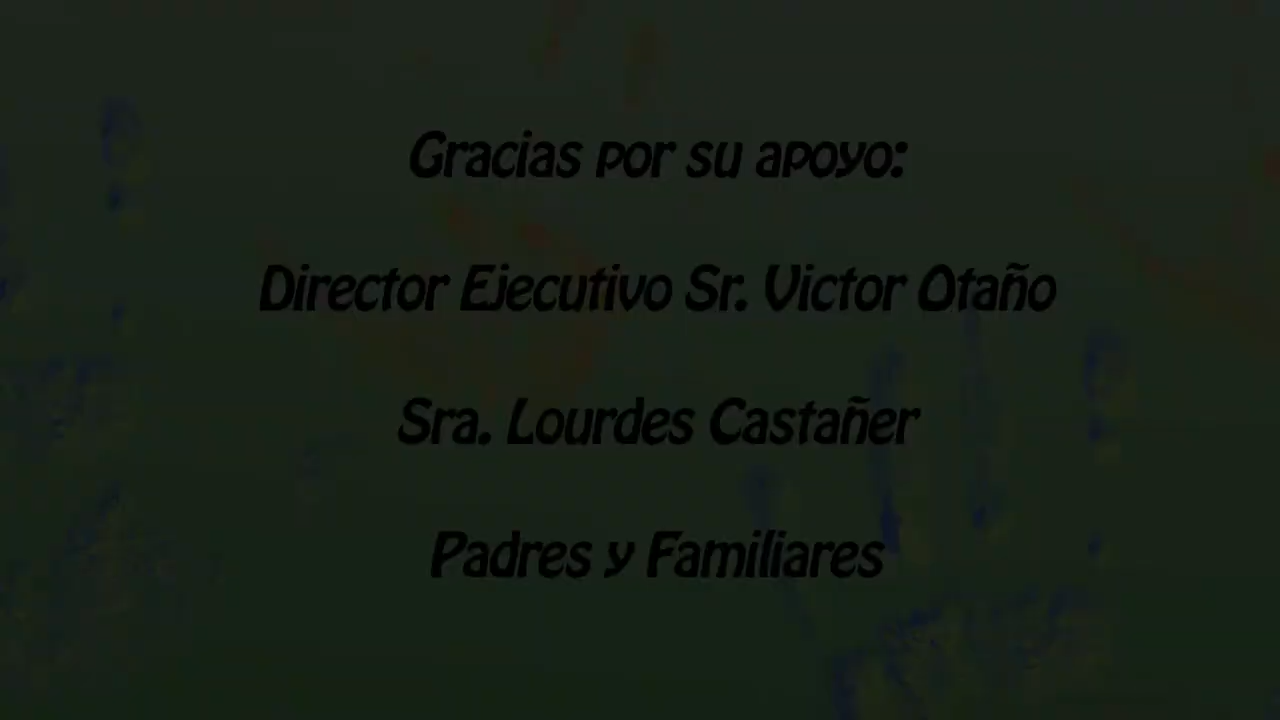 Gracias por su apoyo:
Director Ejecutivo Sr. Victor Otaño
Sra. Lourdes Castañer
Padres y Familiares